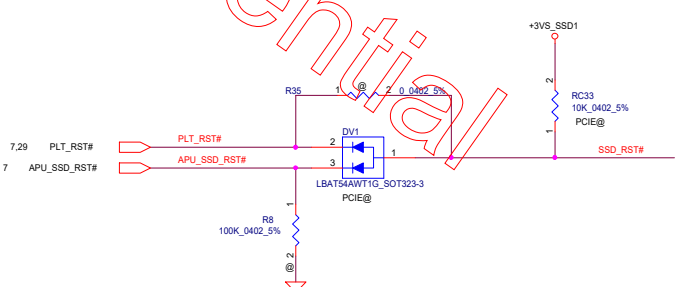 +3VS_SSD1
R35 1 @ 2 0_0402_5%
2
RC33
10K_0402_5%
PCIE@
1
7,29 PLT_RST# PLT_RST# 2 DV1
7 APU_SSD_RST# APU_SSD_RST# 3 1 SSD_RST#
LBAT54AWT1G_SOT323-3
PCIE@
1
R8
100K_0402_5%
@ 2
ential